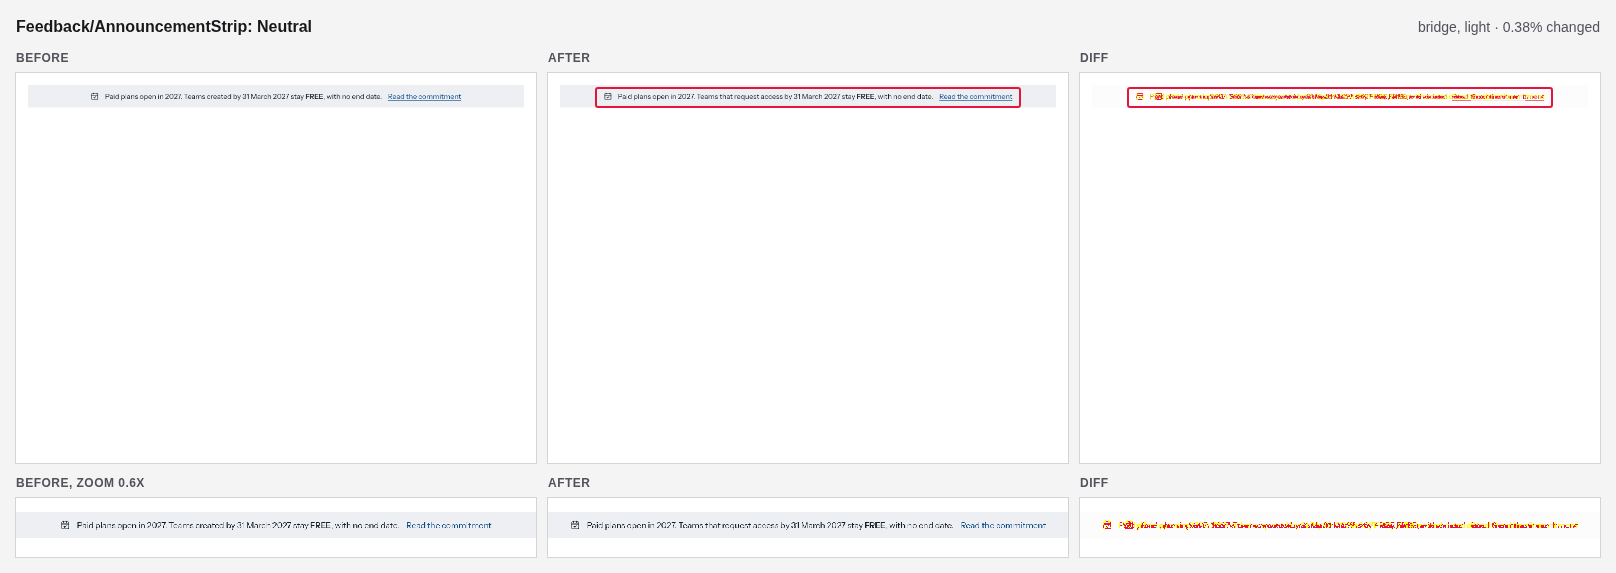 Feedback/AnnouncementStrip: Neutral
bridge, light · 0.38% changed
BEFORE
AFTER
DIFF
Paid plans open in 2027. Teams created by 31 March 2027 stay FREE, with no end date. Read the commitment
Paid plans open in 2027. Teams that request access by 31 March 2027 stay FREE, with no end date. Read the commitment
BEFORE, ZOOM 0.6X
AFTER
DIFF
Paid plans open in 2027. Teams created by 31 March 2027 stay FREE, with no end date. Read the commitment
Paid plans open in 2027. Teams that request access by 31 March 2027 stay FREE, with no end date. Read the commitment